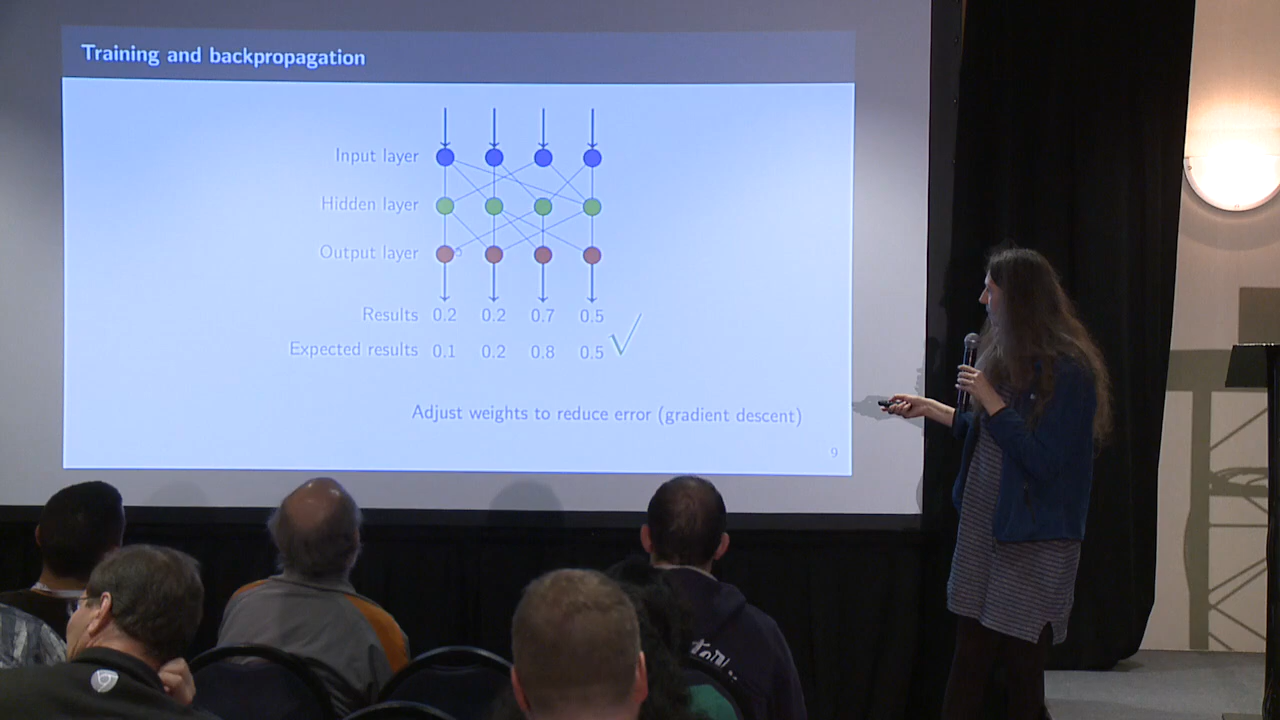 Training and backpropagation
Input layer
Hidden layer
Output layer
Results 0.2 0.2 0.7 0.5
Expected results 0.1 0.2 0.8 0.5
Adjust weights to reduce error (gradient descent)
9